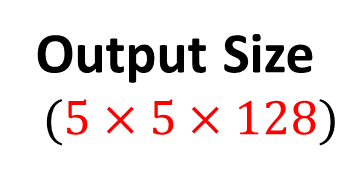 Output Size
(5 × 5 × 128)